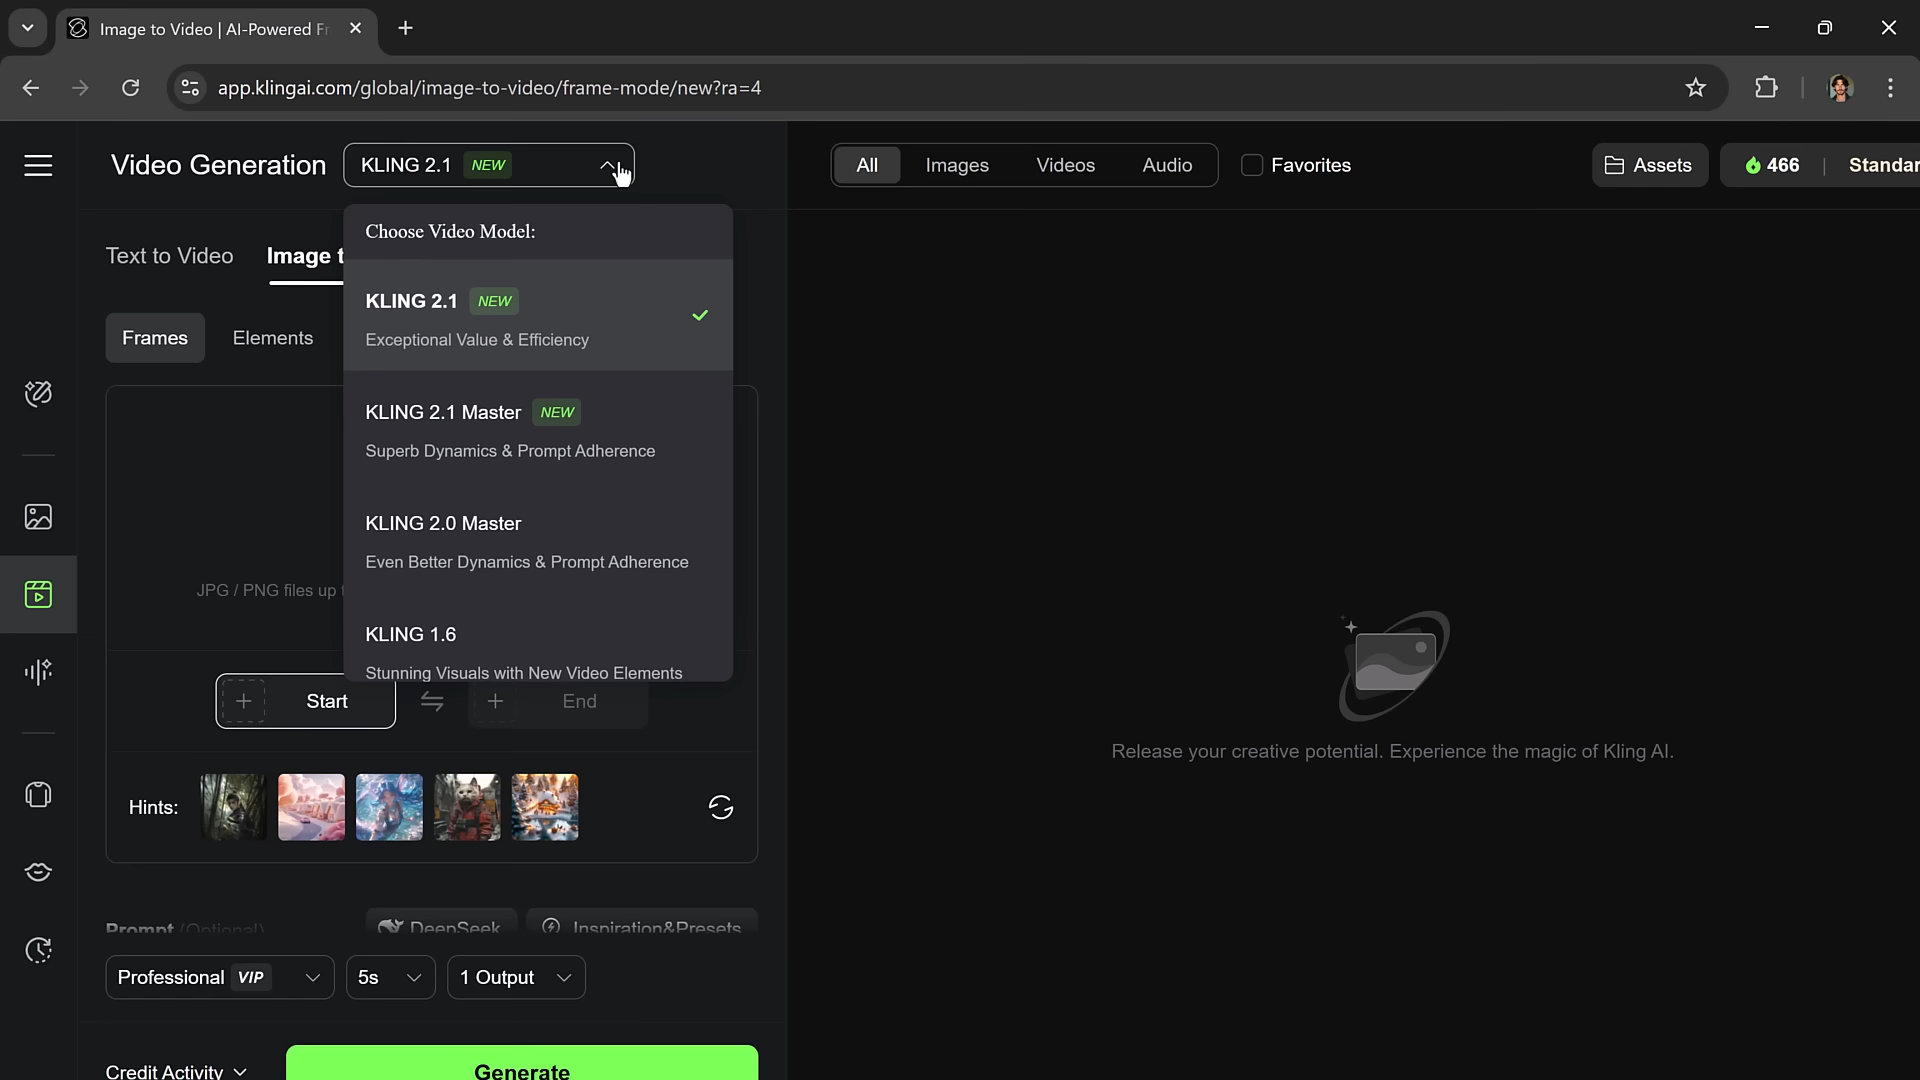 Image to Video | AI-Powered Fr
app.klingai.com/global/image-to-video/frame-mode/new?ra=4
Video Generation
KLING 2.1 NEW
All
Images
Videos
Audio
Favorites
Assets
466
Standar
Text to Video
Image t
Choose Video Model:
KLING 2.1 NEW
Exceptional Value & Efficiency
Frames
Elements
KLING 2.1 Master NEW
Superb Dynamics & Prompt Adherence
KLING 2.0 Master
Even Better Dynamics & Prompt Adherence
JPG / PNG files up
KLING 1.6
Stunning Visuals with New Video Elements
Start
End
Release your creative potential. Experience the magic of Kling AI.
Hints:
Prompt (Optional)
DeepSeek
Inspiration&Presets
Professional VIP
5s
1 Output
Credit Activity
Generate